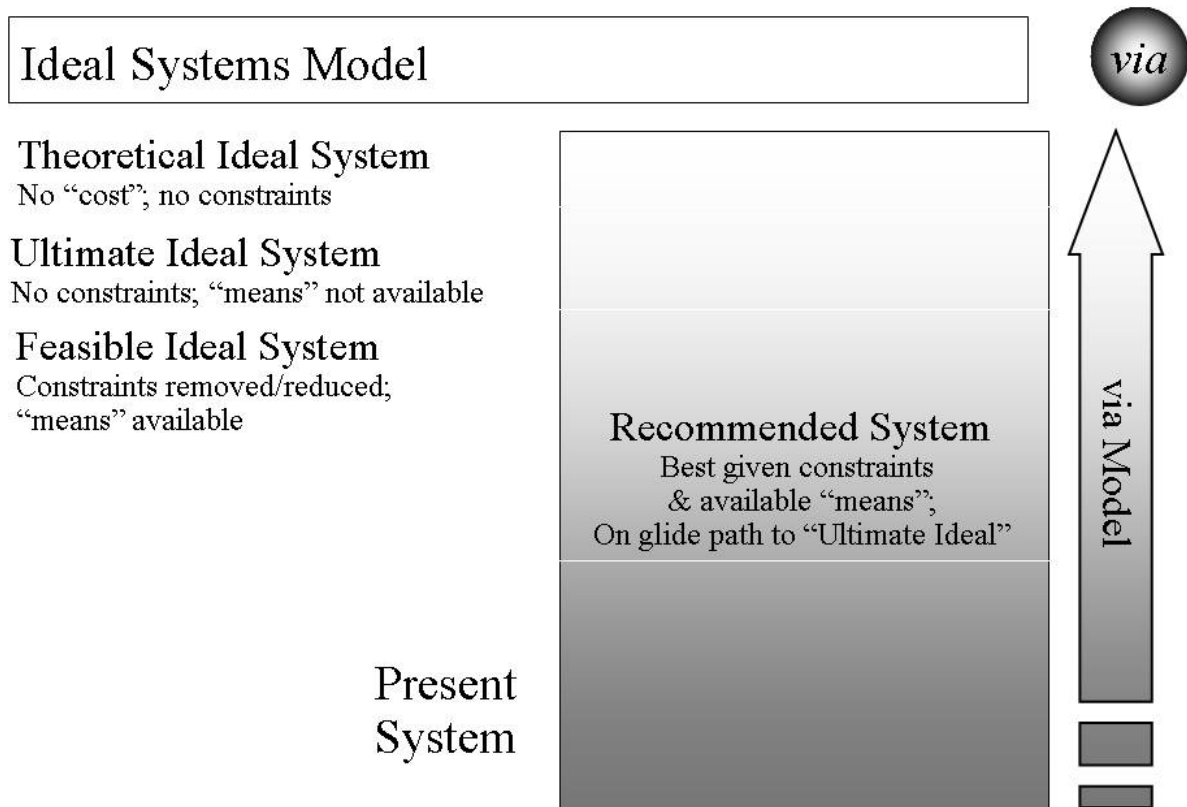 Ideal Systems Model
via
Theoretical Ideal System
No “cost”; no constraints
Ultimate Ideal System
No constraints; “means” not available
Feasible Ideal System
Constraints removed/reduced;
“means” available
Recommended System
Best given constraints
& available “means”;
On glide path to “Ultimate Ideal”
via Model
Present
System